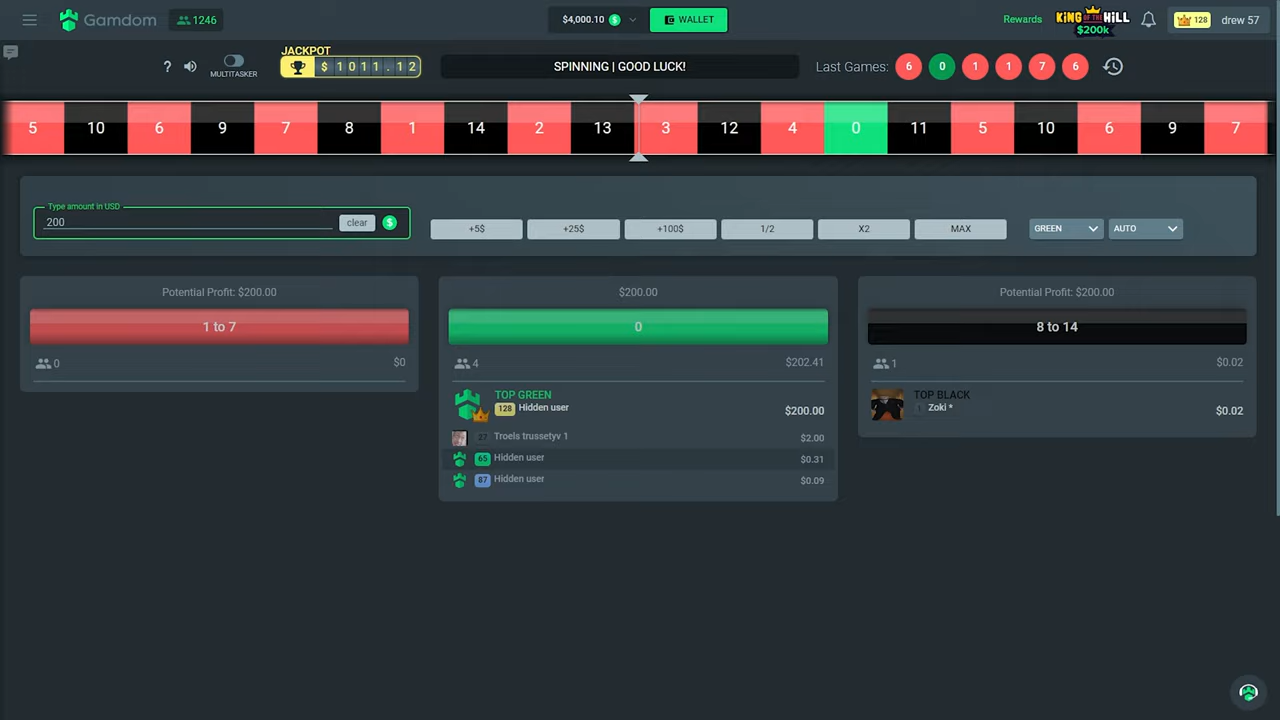 Gamdom
1246
$4,000.10
WALLET
Rewards
KING OF THE HILL
$200k
128
drew 57
?
MULTITASKER
JACKPOT
$ 1011.12
SPINNING | GOOD LUCK!
Last Games:
6 0 1 1 7 6
5 10 6 9 7 8 1 14 2 13 3 12 4 0 11 5 10 6 9 7
Type amount in USD
200
clear
$
+5$
+25$
+100$
1/2
X2
MAX
GREEN
AUTO
Potential Profit: $200.00
1 to 7
0
$0
$200.00
0
4
$202.41
TOP GREEN
128 Hidden user
$200.00
27 Troels trussetyv 1
$2.00
65 Hidden user
$0.31
87 Hidden user
$0.09
Potential Profit: $200.00
8 to 14
1
$0.02
TOP BLACK
1 Zoki *
$0.02